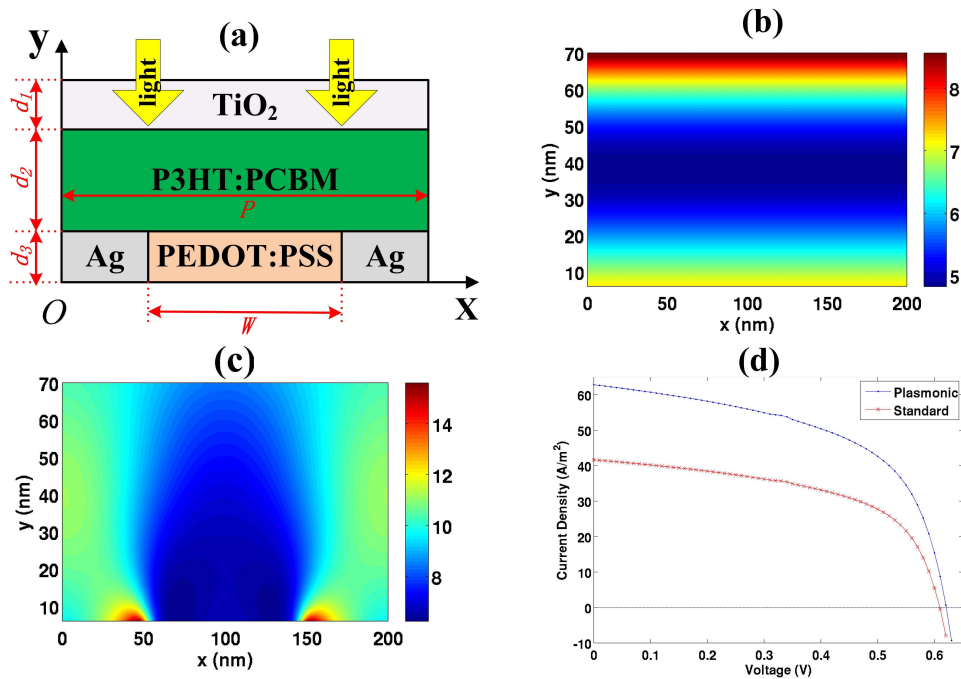 (a)
y
light
light
d1
TiO2
d2
P3HT:PCBM
P
d3
Ag
PEDOT:PSS
Ag
O
X
W
(b)
70
60
50
40
30
20
10
y (nm)
0
50
100
150
200
x (nm)
8
7
6
5
(c)
70
60
50
40
30
20
10
y (nm)
0
50
100
150
200
x (nm)
14
12
10
8
(d)
60
50
40
30
20
10
0
-10
Current Density (A/m²)
0
0.1
0.2
0.3
0.4
0.5
0.6
Voltage (V)
Plasmonic
Standard